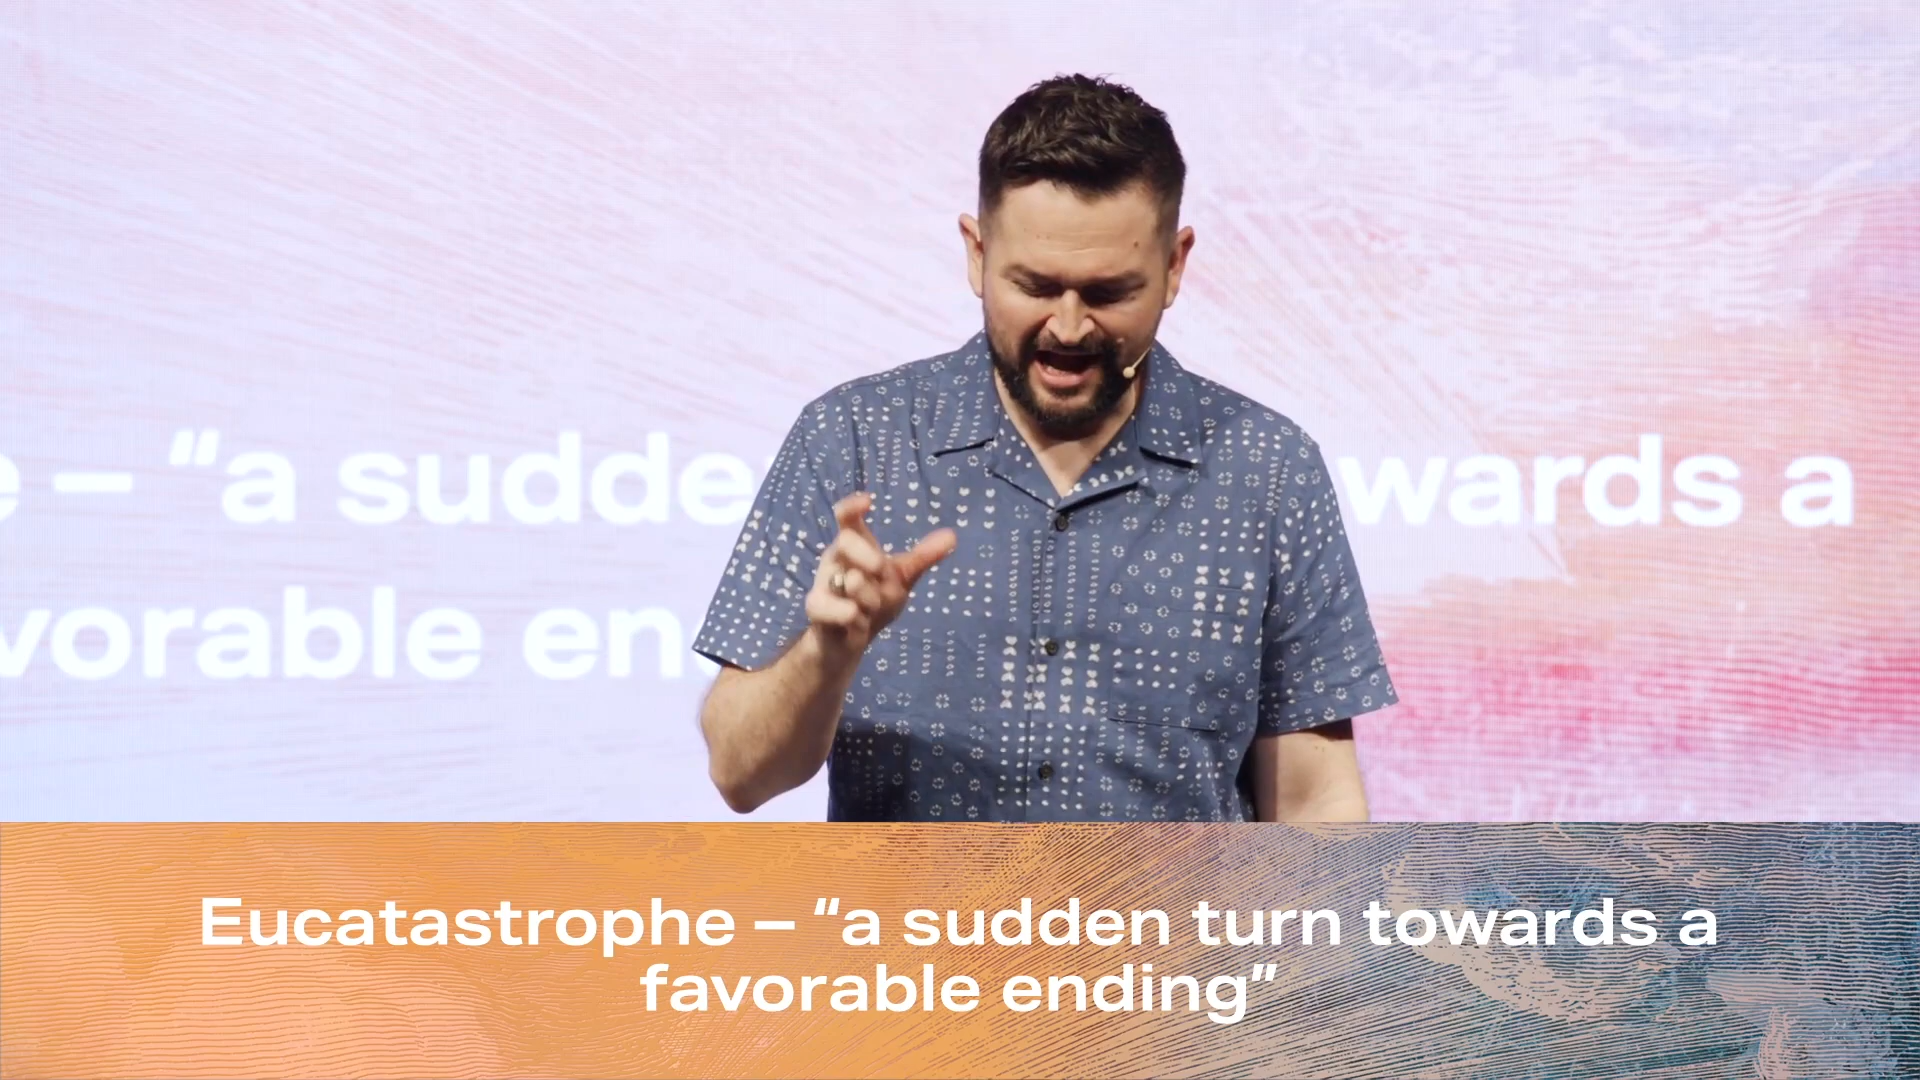 e – “a sudde wards a
vorable en
Eucatastrophe – “a sudden turn towards a
favorable ending”